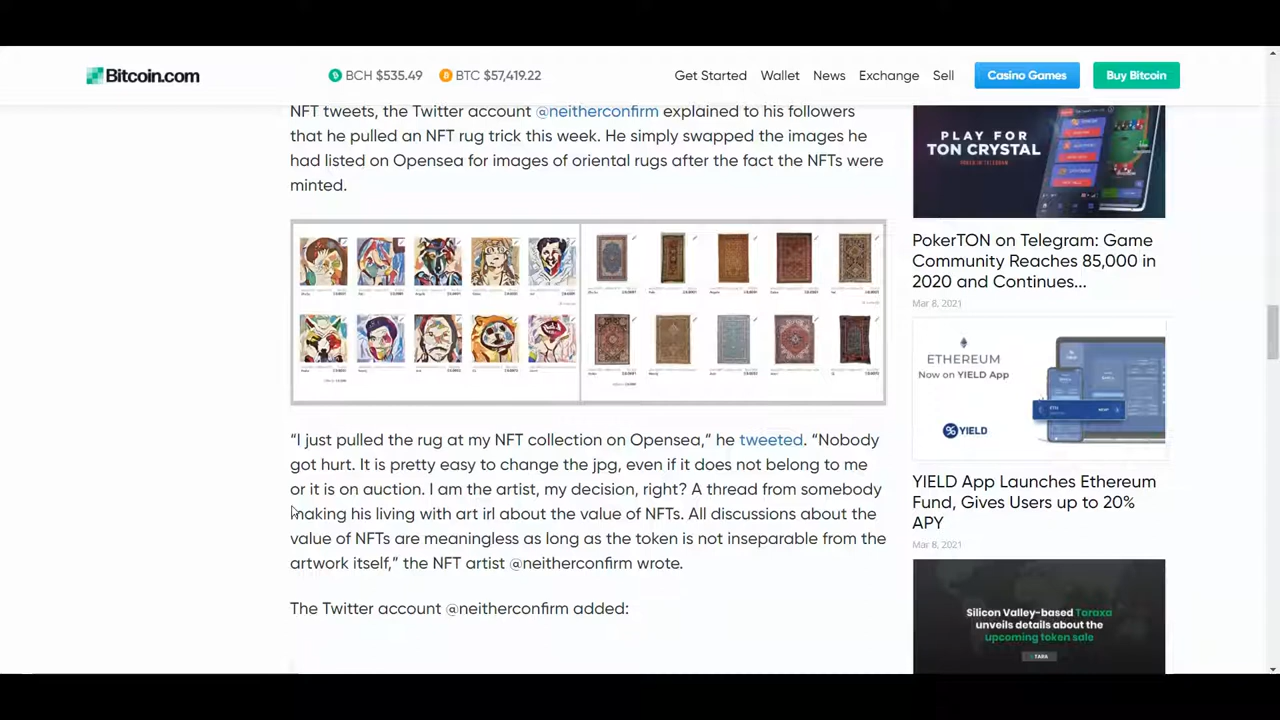 Bitcoin.com
BCH $535.49
BTC $57,419.22
Get Started
Wallet
News
Exchange
Sell
Casino Games
Buy Bitcoin
NFT tweets, the Twitter account @neitherconfirm explained to his followers
that he pulled an NFT rug trick this week. He simply swapped the images he
had listed on Opensea for images of oriental rugs after the fact the NFTs were
minted.
“I just pulled the rug at my NFT collection on Opensea,” he tweeted. “Nobody
got hurt. It is pretty easy to change the jpg, even if it does not belong to me
or it is on auction. I am the artist, my decision, right? A thread from somebody
making his living with art irl about the value of NFTs. All discussions about the
value of NFTs are meaningless as long as the token is not inseparable from the
artwork itself,” the NFT artist @neitherconfirm wrote.
The Twitter account @neitherconfirm added:
PLAY FOR
TON CRYSTAL
POKER IN TELEGRAM
PokerTON on Telegram: Game
Community Reaches 85,000 in
2020 and Continues...
Mar 8, 2021
ETHEREUM
Now on YIELD App
YIELD
YIELD App Launches Ethereum
Fund, Gives Users up to 20%
APY
Mar 8, 2021
Silicon Valley-based Taraxa
unveils details about the
upcoming token sale
TARA